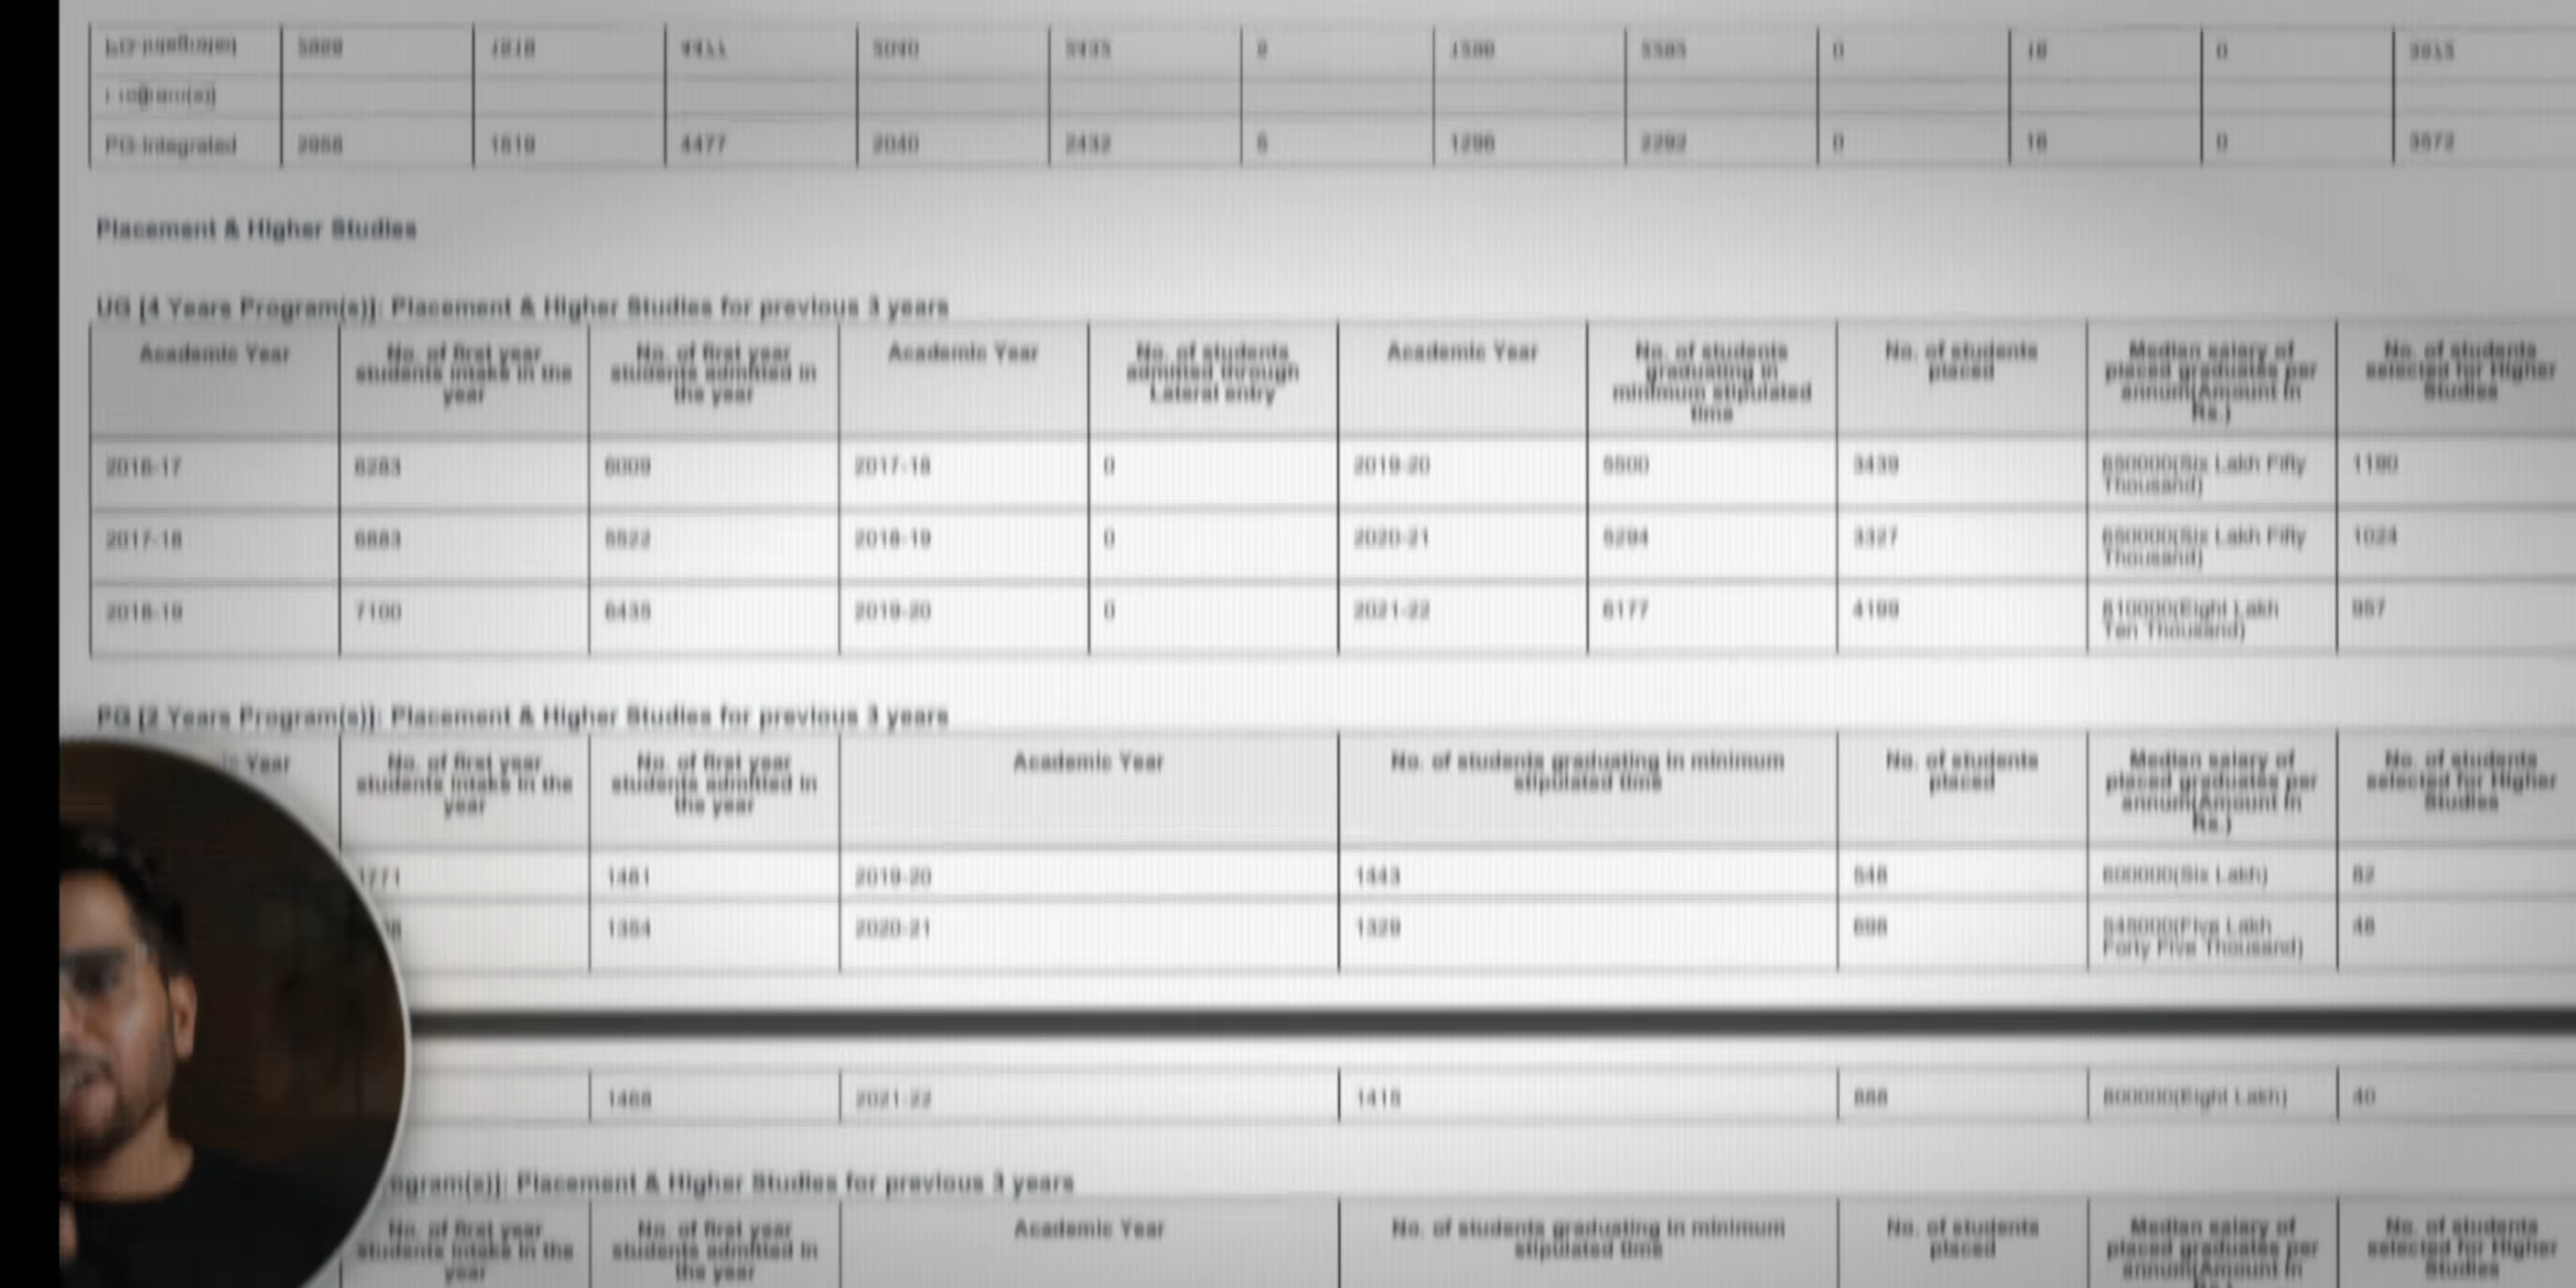 PG-Integrated 2958 1519 4477 2040 2432 5 1296 2292 0 16 0 3872
Placement & Higher Studies
UG [4 Years Program(s)]: Placement & Higher Studies for previous 3 years
Academic Year
No. of first year
students intake in the
year
No. of first year
students admitted in
the year
Academic Year
No. of students
admitted through
Lateral entry
Academic Year
No. of students
graduating in
minimum stipulated
time
No. of students
placed
Median salary of
placed graduates per
annum(Amount in
Rs.)
No. of students
selected for Higher
Studies
2016-17 6009 2017-18 0 2019-20 5500 3439 650000(Six Lakh Fifty
Thousand) 1190
2017-18 5522 2018-19 0 2020-21 3327 650000(Six Lakh Fifty
Thousand) 1024
2018-19 7100 6435 2019-20 0 2021-22 6177 4199 810000(Eight Lakh
Ten Thousand) 957
PG [2 Years Program(s)]: Placement & Higher Studies for previous 3 years
Year
No. of first year
students intake in the
year
No. of first year
students admitted in
the year
Academic Year
No. of students graduating in minimum
stipulated time
No. of students
placed
Median salary of
placed graduates per
annum(Amount in
Rs.)
No. of students
selected for Higher
Studies
1771 1461 2019-20 1443 600000(Six Lakh)
1354 2020-21 1329 545000(Five Lakh
Forty Five Thousand)
1468 2021-22 1415 800000(Eight Lakh) 40
ogram(s)]: Placement & Higher Studies for previous 3 years
No. of first year
students intake in the
year
No. of first year
students admitted in
the year
Academic Year
No. of students graduating in minimum
stipulated time
No. of students
placed
Median salary of
placed graduates per
annum(Amount in
No. of students
selected for Higher
Studies